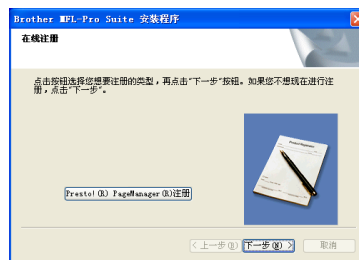 Brother MFL-Pro Suite 安装程序
在线注册
点击按钮选择您想要注册的类型，再点击"下一步"按钮。如果您不想现在进行注
册，点击"下一步"。
Presto!(R) PageManager(R)注册
< 上一步(B)
下一步(N) >
取消